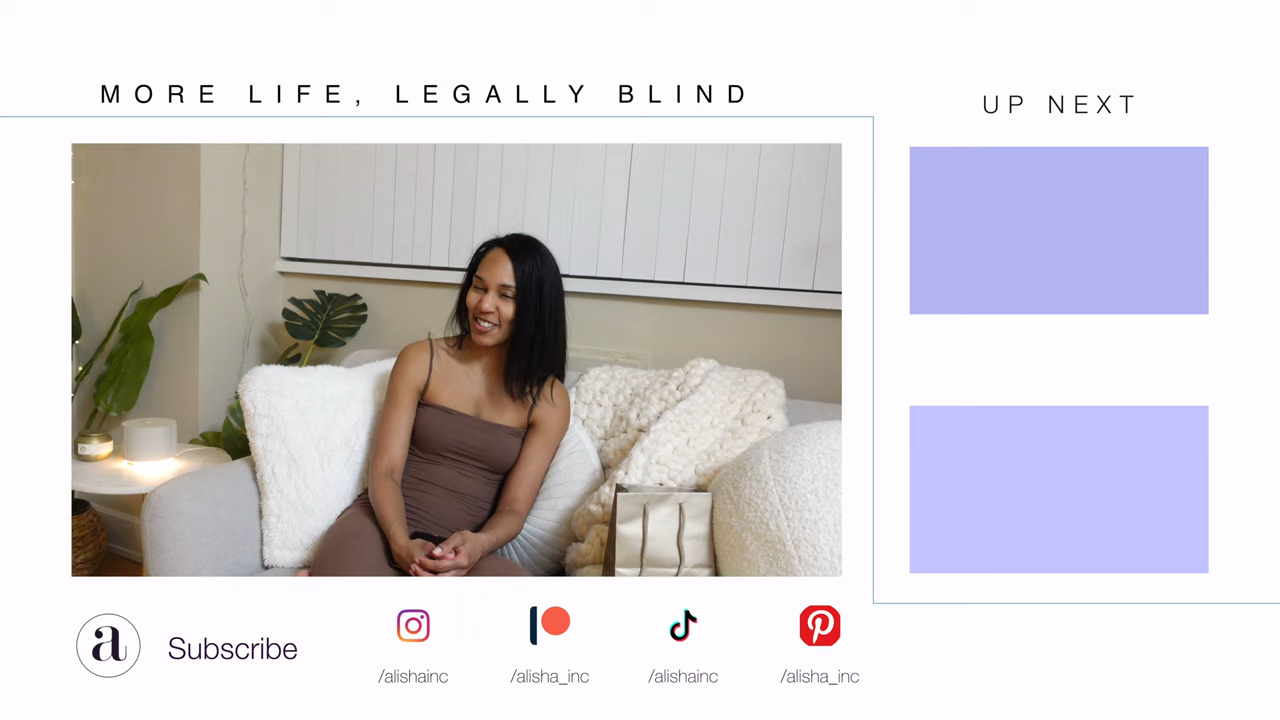 MORE LIFE, LEGALLY BLIND
UP NEXT
a
Subscribe
/alishainc
/alisha_inc
/alishainc
/alisha_inc